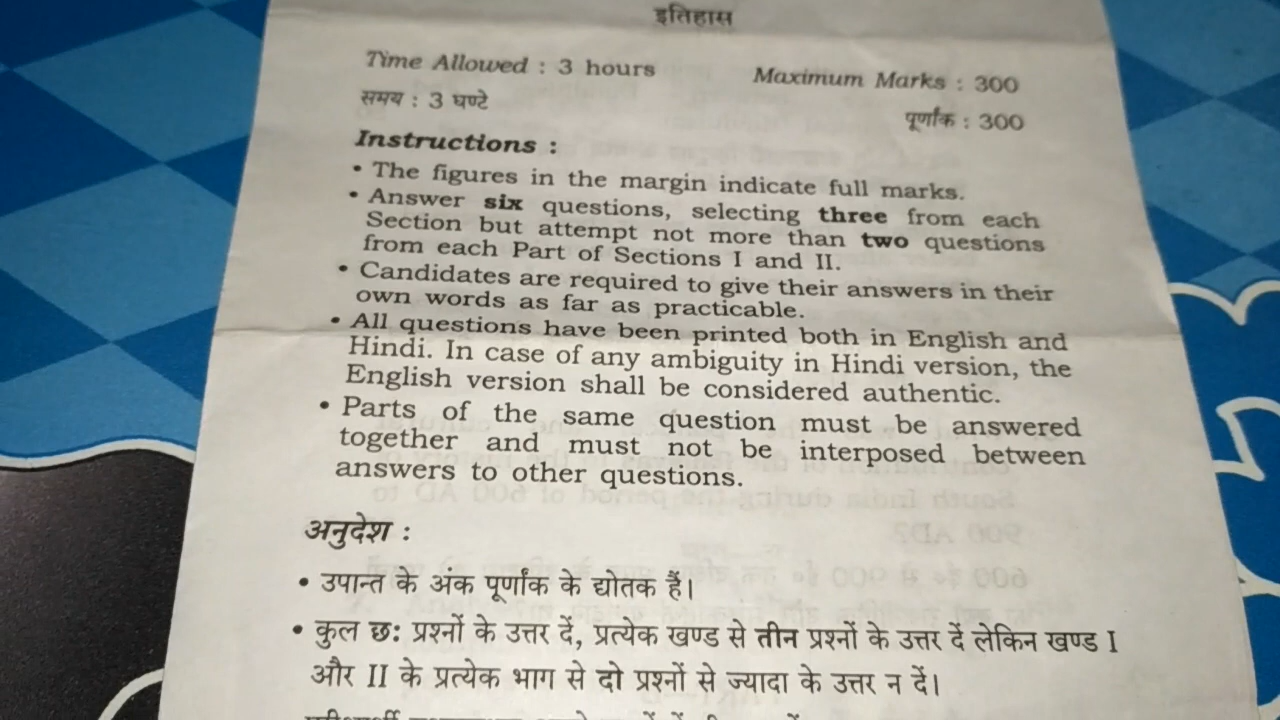 इतिहास
Time Allowed : 3 hours Maximum Marks : 300
समय : 3 घण्टे पूर्णांक : 300
Instructions :
• The figures in the margin indicate full marks.
• Answer six questions, selecting three from each
Section but attempt not more than two questions
from each Part of Sections I and II.
• Candidates are required to give their answers in their
own words as far as practicable.
• All questions have been printed both in English and
Hindi. In case of any ambiguity in Hindi version, the
English version shall be considered authentic.
• Parts of the same question must be answered
together and must not be interposed between
answers to other questions.
अनुदेश :
• उपान्त के अंक पूर्णांक के द्योतक हैं।
• कुल छः प्रश्नों के उत्तर दें, प्रत्येक खण्ड से तीन प्रश्नों के उत्तर दें लेकिन खण्ड I
और II के प्रत्येक भाग से दो प्रश्नों से ज्यादा के उत्तर न दें।